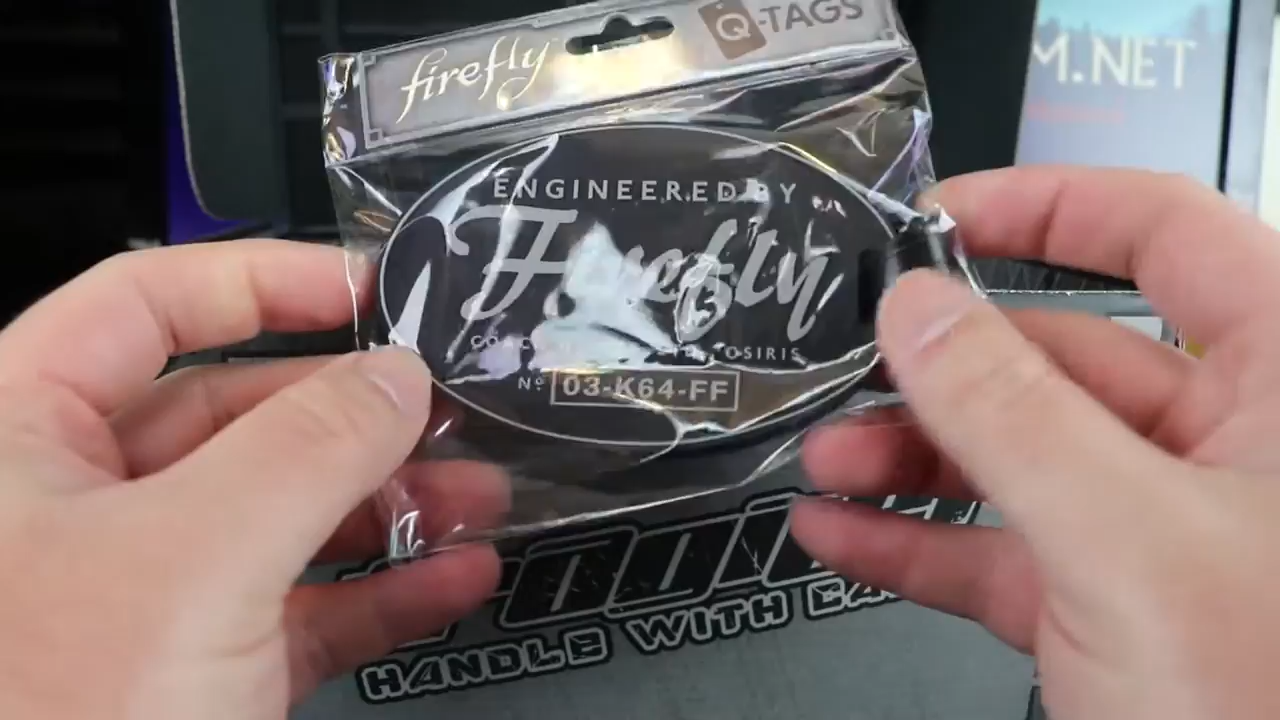 firefly
Q-TAGS
M.NET
ENGINEERED BY
Firefly
OSIRIS
Nº 03-K64-FF
HANDLE WITH